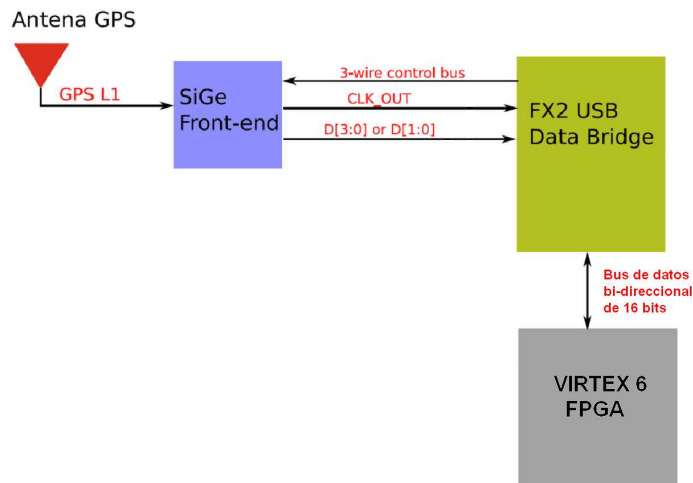 Antena GPS
GPS L1
SiGe
Front-end
3-wire control bus
CLK_OUT
D[3:0] or D[1:0]
FX2 USB
Data Bridge
Bus de datos
bi-direccional
de 16 bits
VIRTEX 6
FPGA